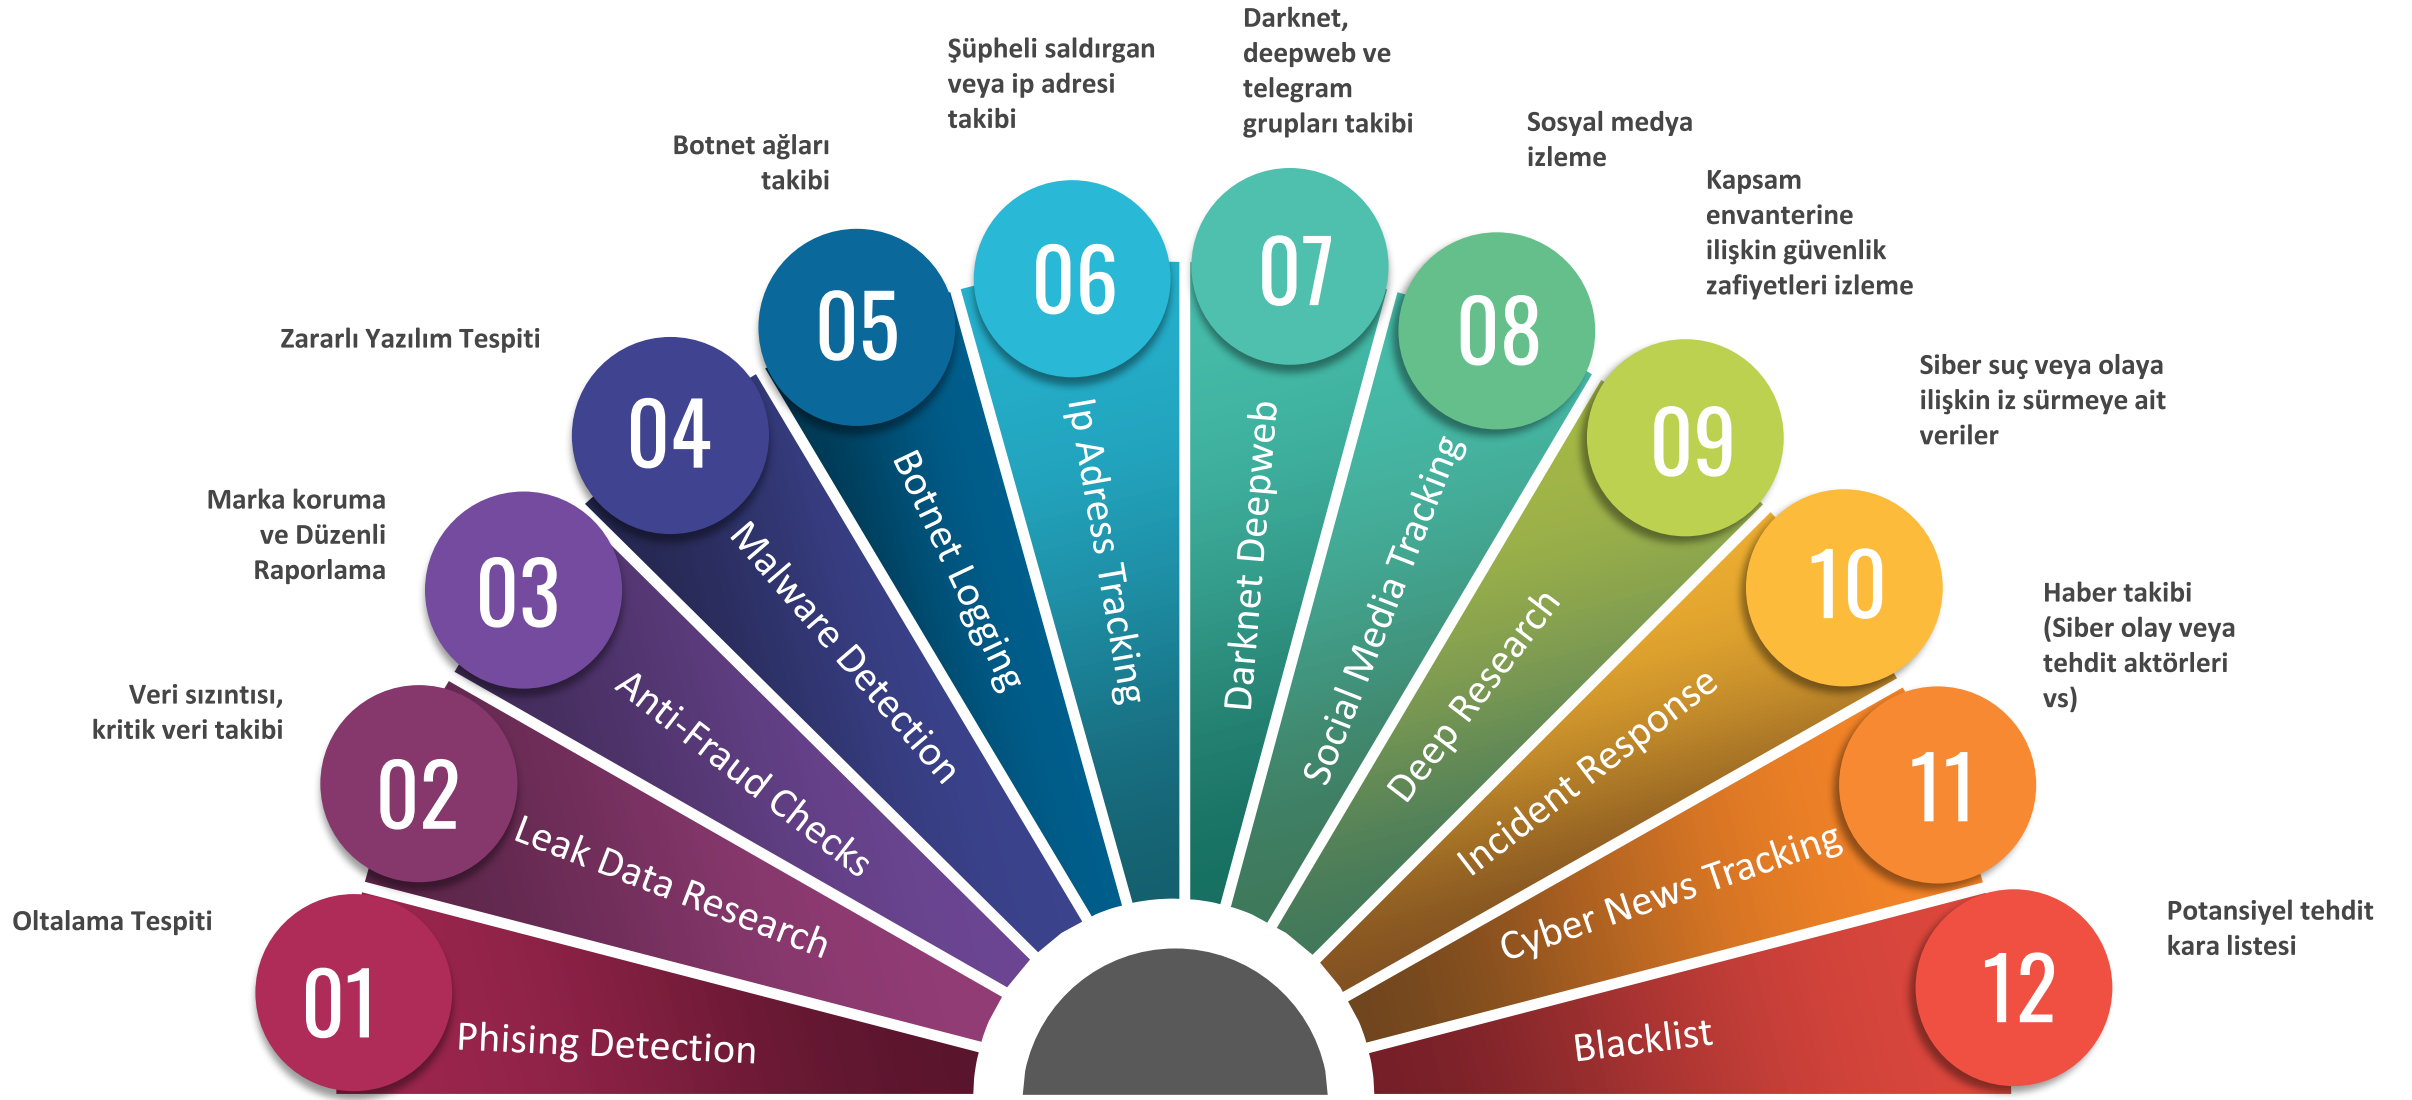 Oltalama Tespiti
01
Phising Detection
Veri sızıntısı,
kritik veri takibi
02
Leak Data Research
Marka koruma
ve Düzenli
Raporlama
03
Anti-Fraud Checks
Zararlı Yazılım Tespiti
04
Malware Detection
Botnet ağları
takibi
05
Botnet Logging
Şüpheli saldırgan
veya ip adresi
takibi
06
Ip Adress Tracking
Darknet,
deepweb ve
telegram
grupları takibi
07
Darknet Deepweb
Sosyal medya
izleme
08
Social Media Tracking
Kapsam
envanterine
ilişkin güvenlik
zafiyetleri izleme
09
Deep Research
Siber suç veya olaya
ilişkin iz sürmeye ait
veriler
10
Incident Response
Haber takibi
(Siber olay veya
tehdit aktörleri
vs)
11
Cyber News Tracking
Potansiyel tehdit
kara listesi
12
Blacklist